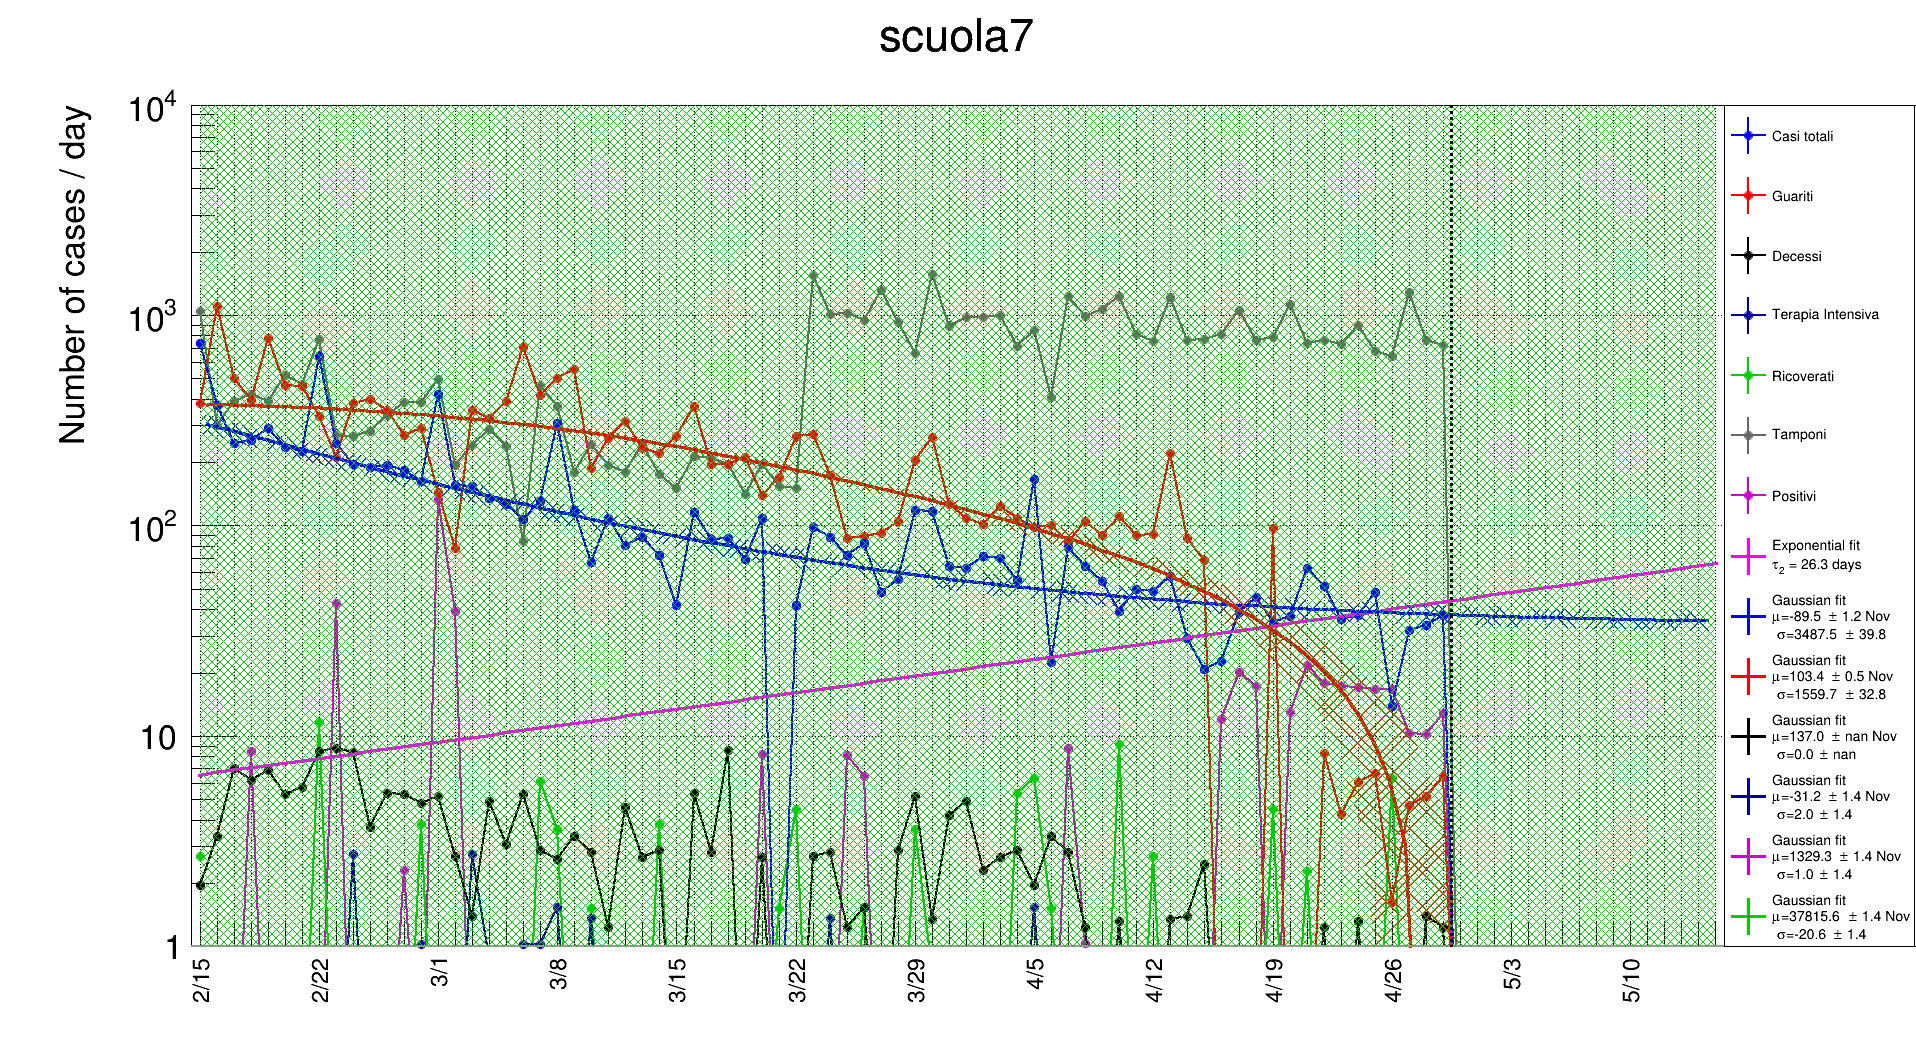 scuola7
Number of cases / day
10⁴
10³
10²
10
1
2/15
2/22
3/1
3/8
3/15
3/22
3/29
4/5
4/12
4/19
4/26
5/3
5/10
Casi totali
Guariti
Decessi
Terapia Intensiva
Ricoverati
Tamponi
Positivi
Exponential fit
τ₂ = 26.3 days
Gaussian fit
μ=-89.5 ± 1.2 Nov
σ=3487.5 ± 39.8
Gaussian fit
μ=103.4 ± 0.5 Nov
σ=1559.7 ± 32.8
Gaussian fit
μ=137.0 ± nan Nov
σ=0.0 ± nan
Gaussian fit
μ=-31.2 ± 1.4 Nov
σ=2.0 ± 1.4
Gaussian fit
μ=1329.3 ± 1.4 Nov
σ=1.0 ± 1.4
Gaussian fit
μ=37815.6 ± 1.4 Nov
σ=-20.6 ± 1.4